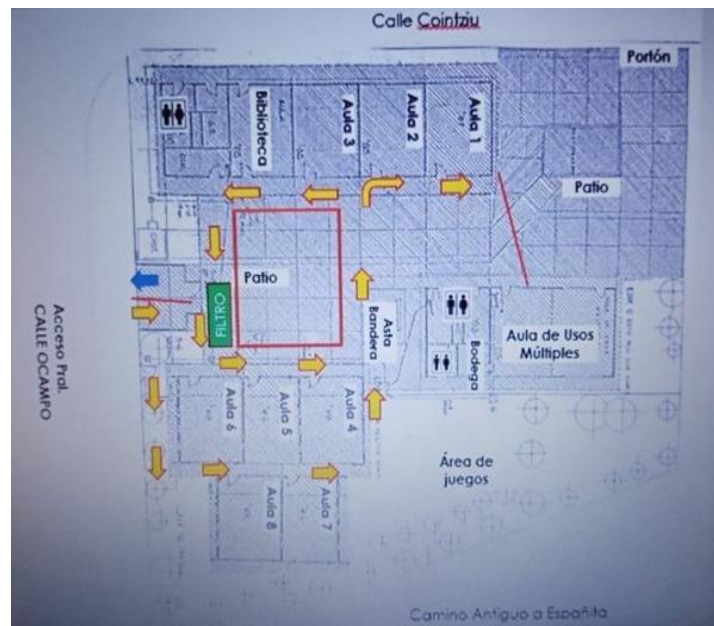 Calle Cointziu
Portón
Biblioteca
Aula 3
Aula 2
Aula 1
Patio
Patio
FILTRO
Asta
Bandera
Bodega
Aula de Usos
Múltiples
Acceso Pral.
CALLE OCAMPO
Aula 6
Aula 5
Aula 4
Área de
juegos
Aula 8
Aula 7
Camino Antiguo a Españita